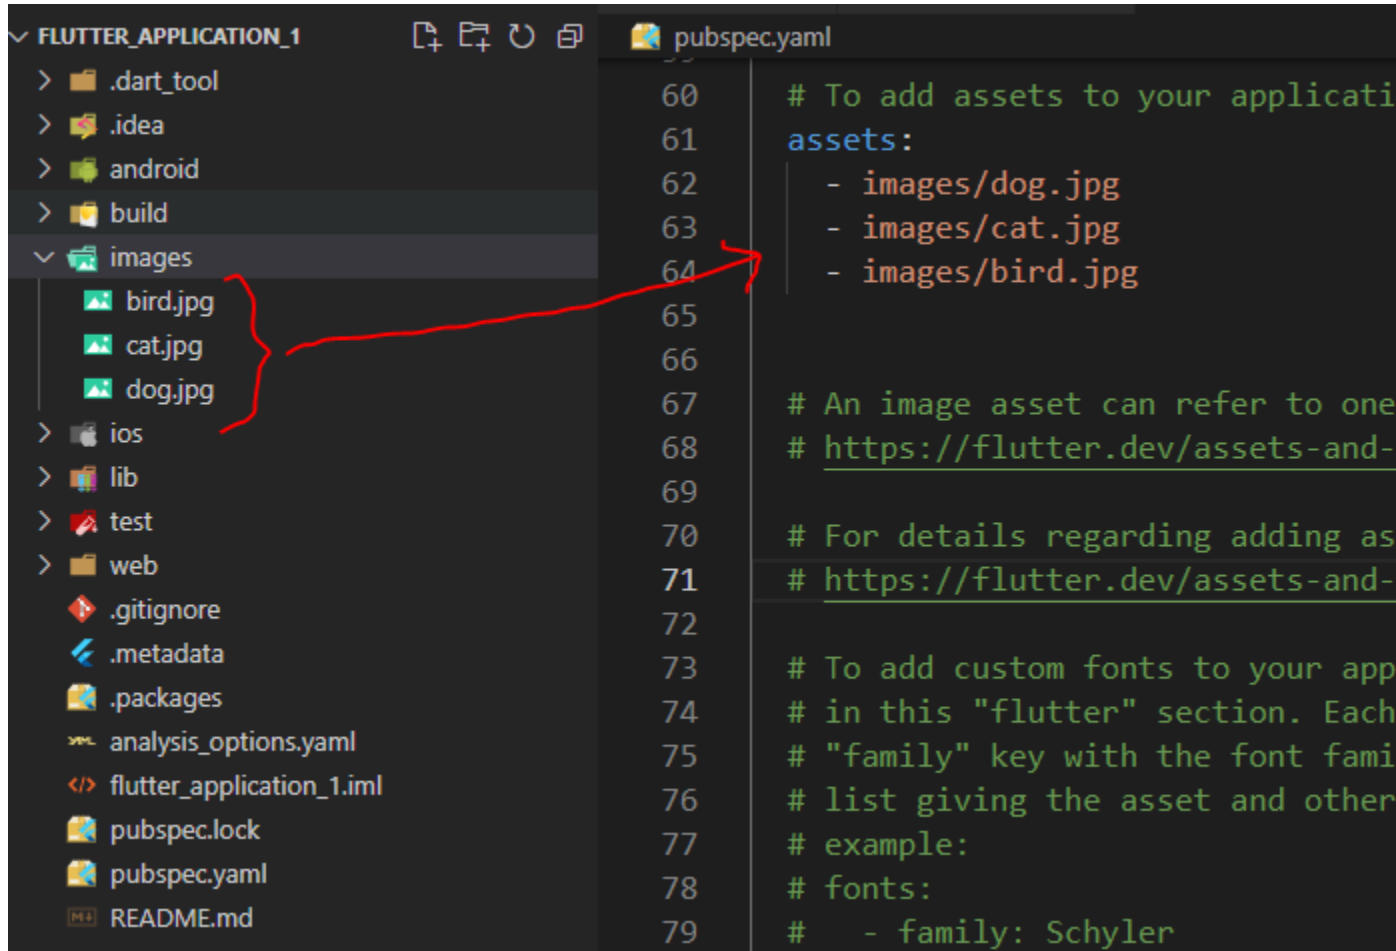 FLUTTER_APPLICATION_1
.dart_tool
.idea
android
build
images
bird.jpg
cat.jpg
dog.jpg
ios
lib
test
web
.gitignore
.metadata
.packages
analysis_options.yaml
flutter_application_1.iml
pubspec.lock
pubspec.yaml
README.md
pubspec.yaml
60 # To add assets to your applicati
61 assets:
62 - images/dog.jpg
63 - images/cat.jpg
64 - images/bird.jpg
65
66
67 # An image asset can refer to one
68 # https://flutter.dev/assets-and-
69
70 # For details regarding adding as
71 # https://flutter.dev/assets-and-
72
73 # To add custom fonts to your app
74 # in this "flutter" section. Each
75 # "family" key with the font fami
76 # list giving the asset and other
77 # example:
78 # fonts:
79 # - family: Schyler